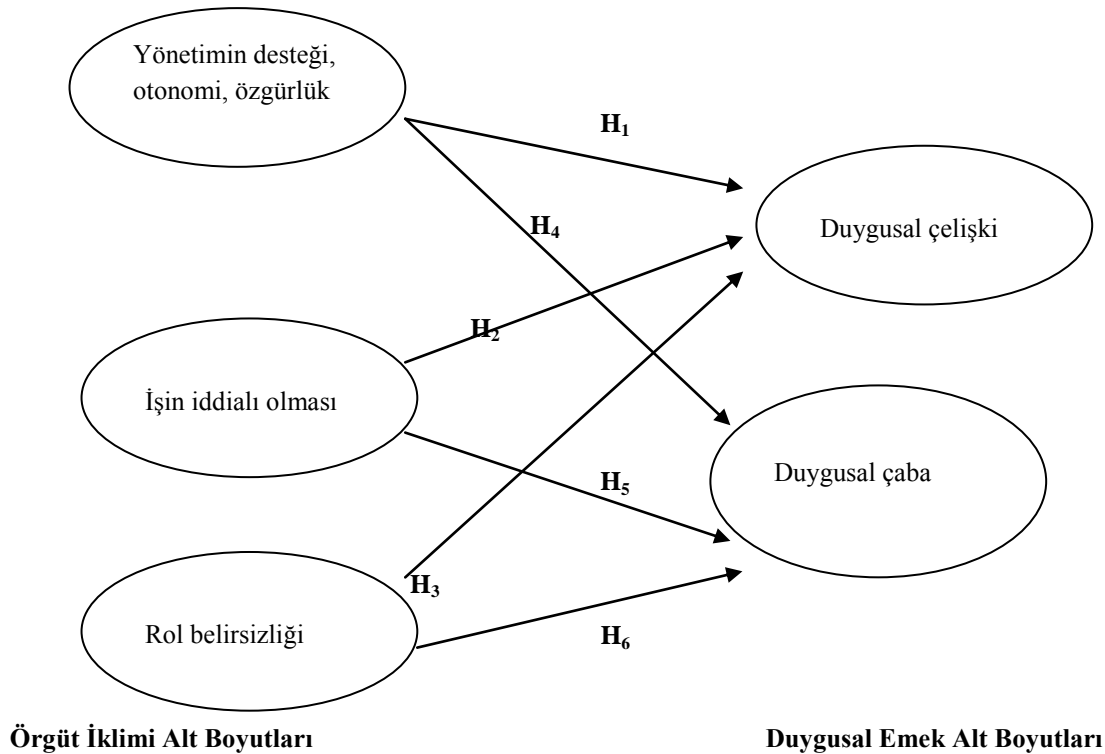 Yönetimin desteği,
otonomi, özgürlük
H₁
Duygusal çelişki
H₄
H₂
İşin iddialı olması
Duygusal çaba
H₅
H₃
Rol belirsizliği
H₆
Örgüt İklimi Alt Boyutları
Duygusal Emek Alt Boyutları